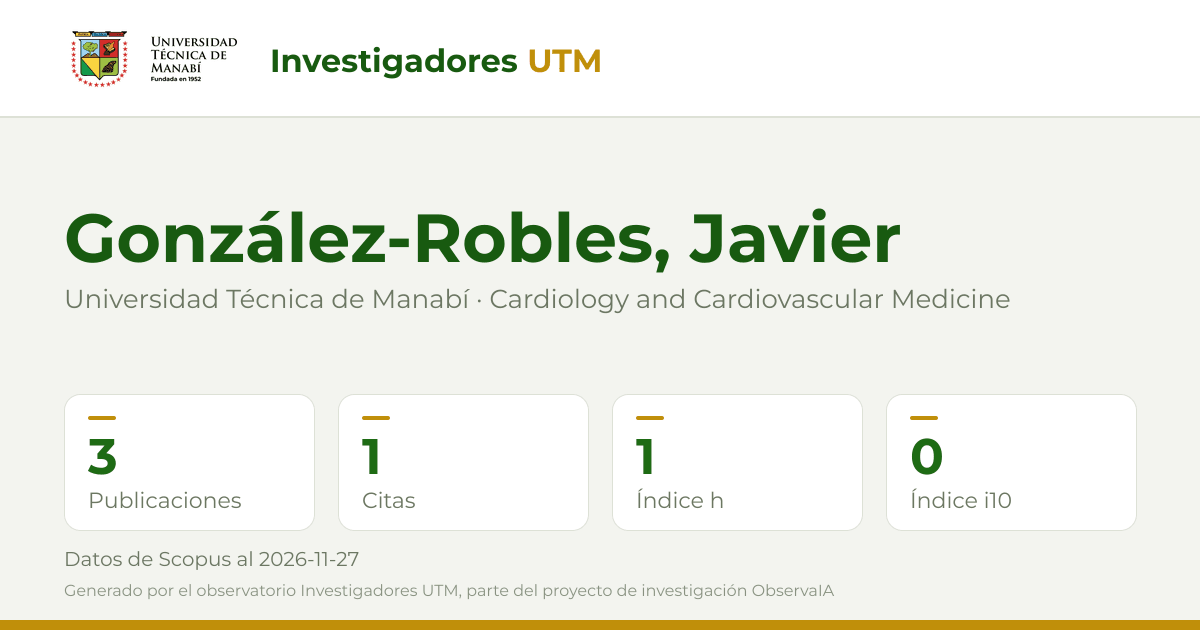 UNIVERSIDAD
TÉCNICA DE
MANABÍ
Fundada en 1952
Investigadores UTM
González-Robles, Javier
Universidad Técnica de Manabí · Cardiology and Cardiovascular Medicine
3
Publicaciones
1
Citas
1
Índice h
0
Índice i10
Datos de Scopus al 2026-11-27
Generado por el observatorio Investigadores UTM, parte del proyecto de investigación ObservaIA